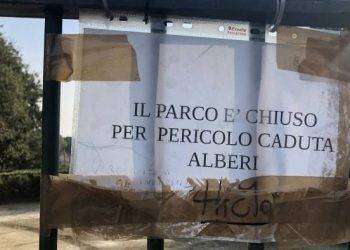 IL PARCO E' CHIUSO
PER PERICOLO CADUTA
ALBERI